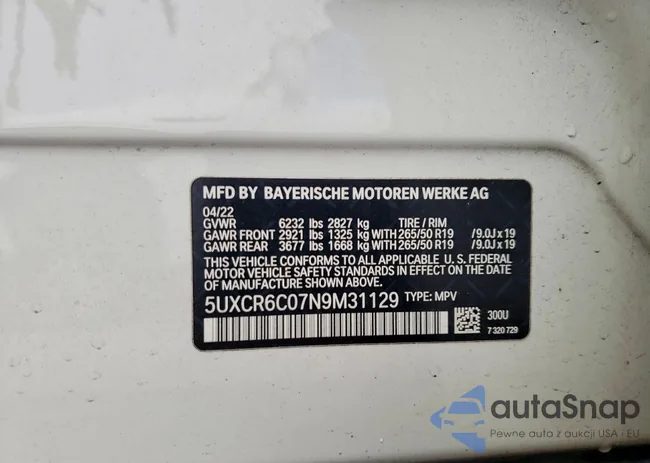 MFD BY BAYERISCHE MOTOREN WERKE AG
04/22
GVWR 6232 lbs 2827 kg TIRE / RIM
GAWR FRONT 2921 lbs 1325 kg WITH 265/50 R19 /9.0J x 19
GAWR REAR 3677 lbs 1668 kg WITH 265/50 R19 /9.0J x 19
THIS VEHICLE CONFORMS TO ALL APPLICABLE U. S. FEDERAL
MOTOR VEHICLE SAFETY STANDARDS IN EFFECT ON THE DATE
OF MANUFACTURE SHOWN ABOVE.
5UXCR6C07N9M31129 TYPE: MPV
300U
7 320 729
autaSnap
Pewne auta z aukcji USA i EU